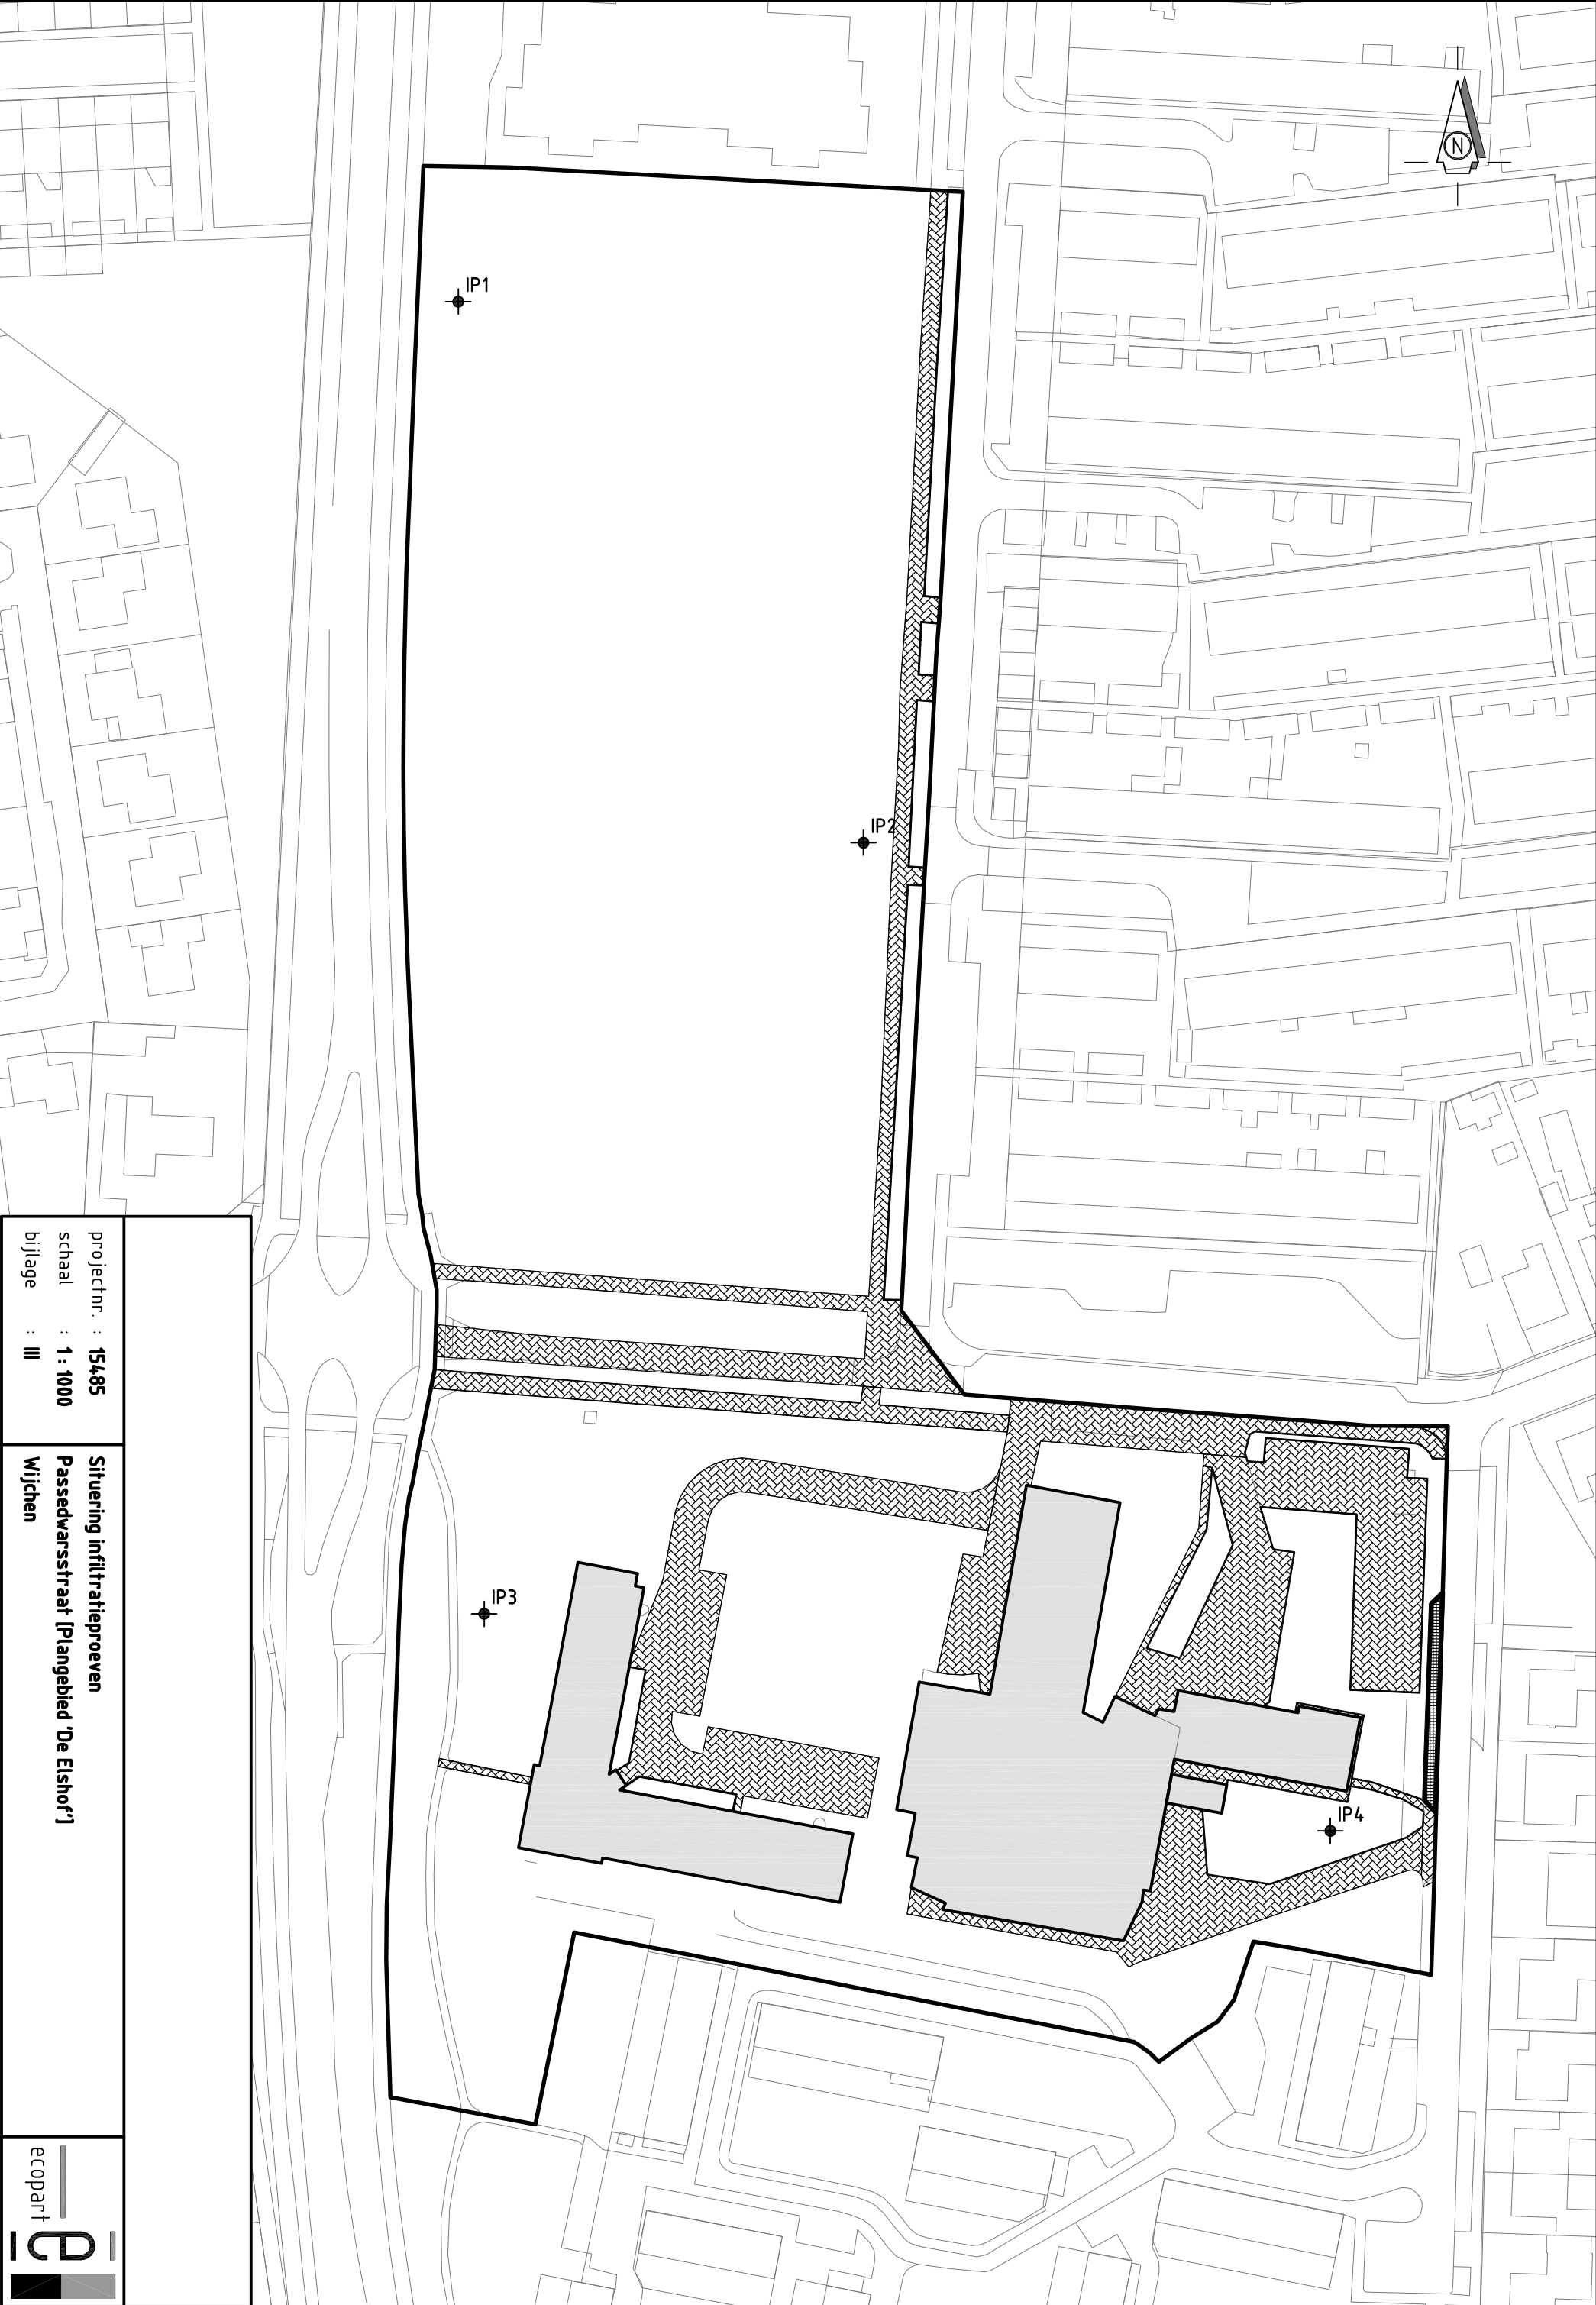 N
IP1
IP2
IP3
IP4
projectnr. : 15485
schaal : 1: 1000
bijlage : III
Situering infiltratieproeven
Passedwarsstraat [Plangebied 'De Elshof']
Wijchen
ecopart
e